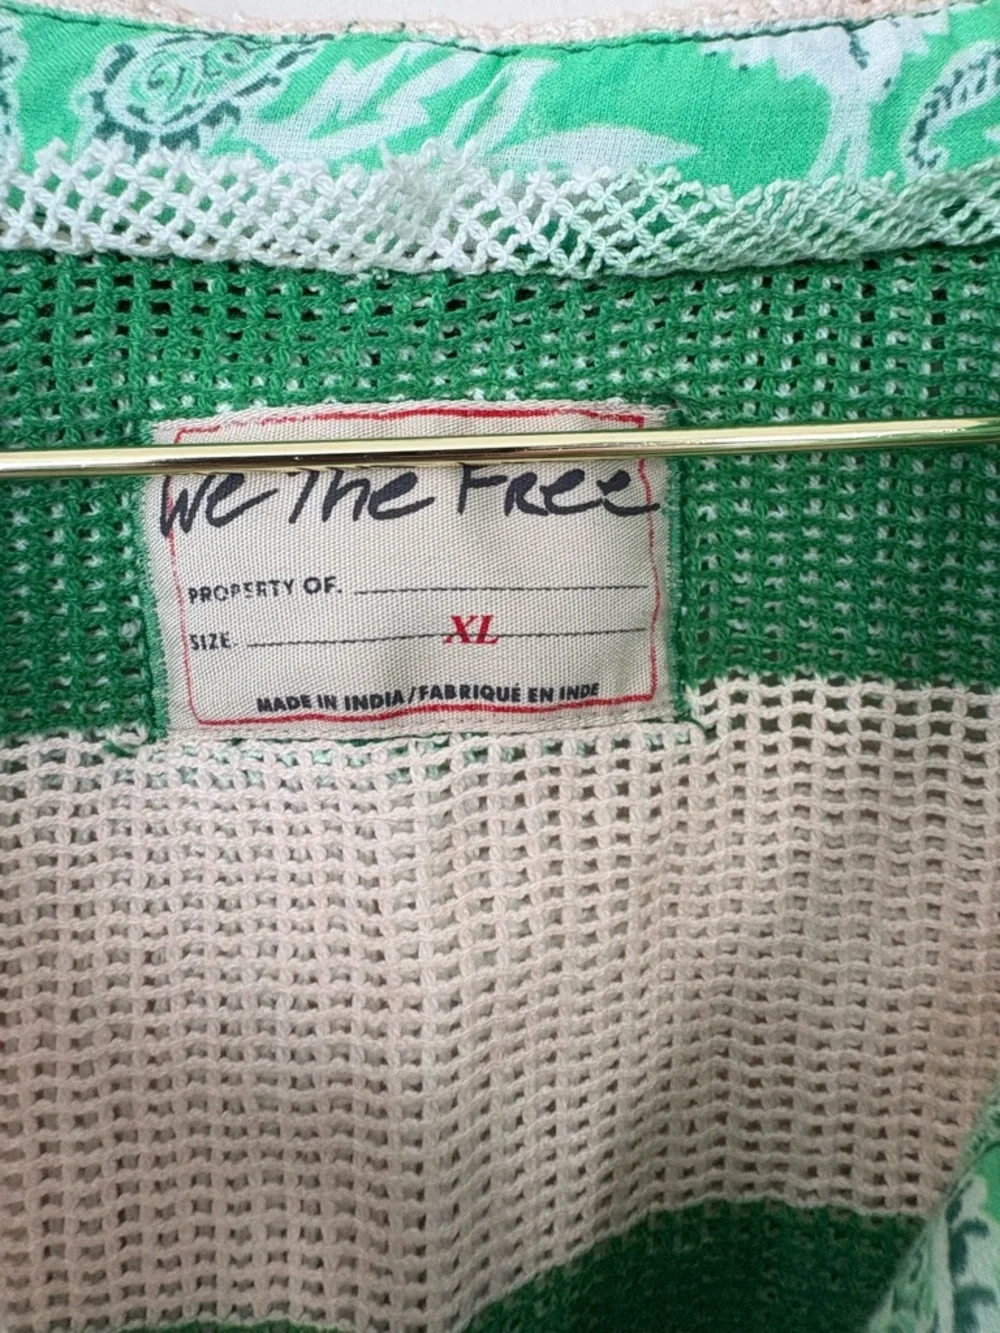 We The Free
PROPERTY OF.
SIZE XL
MADE IN INDIA/FABRIQUÉ EN INDE